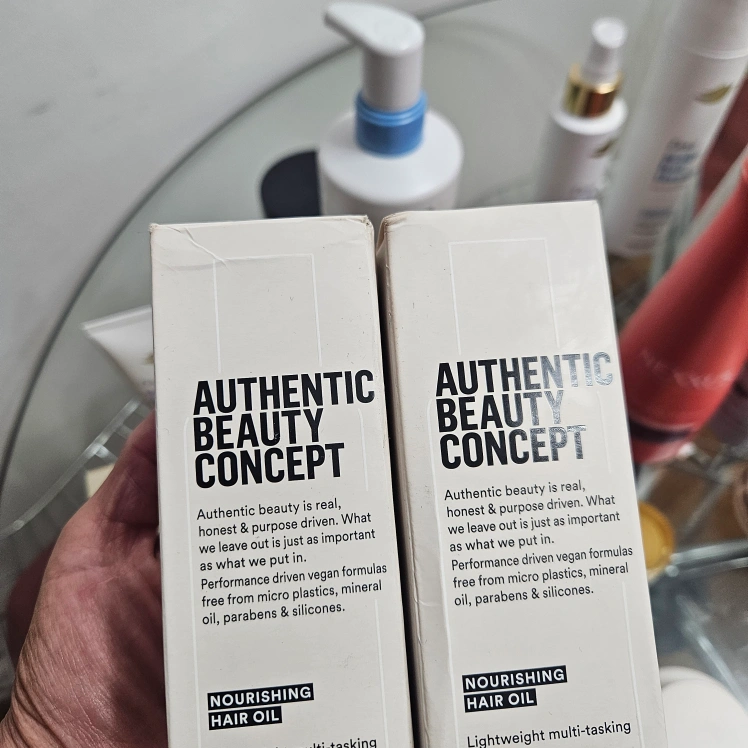 AUTHENTIC
BEAUTY
CONCEPT
Authentic beauty is real,
honest & purpose driven. What
we leave out is just as important
as what we put in.
Performance driven vegan formulas
free from micro plastics, mineral
oil, parabens & silicones.
NOURISHING
HAIR OIL
multi-tasking
AUTHENTIC
BEAUTY
CONCEPT
Authentic beauty is real,
honest & purpose driven. What
we leave out is just as important
as what we put in.
Performance driven vegan formulas
free from micro plastics, mineral
oil, parabens & silicones.
NOURISHING
HAIR OIL
Lightweight multi-tasking